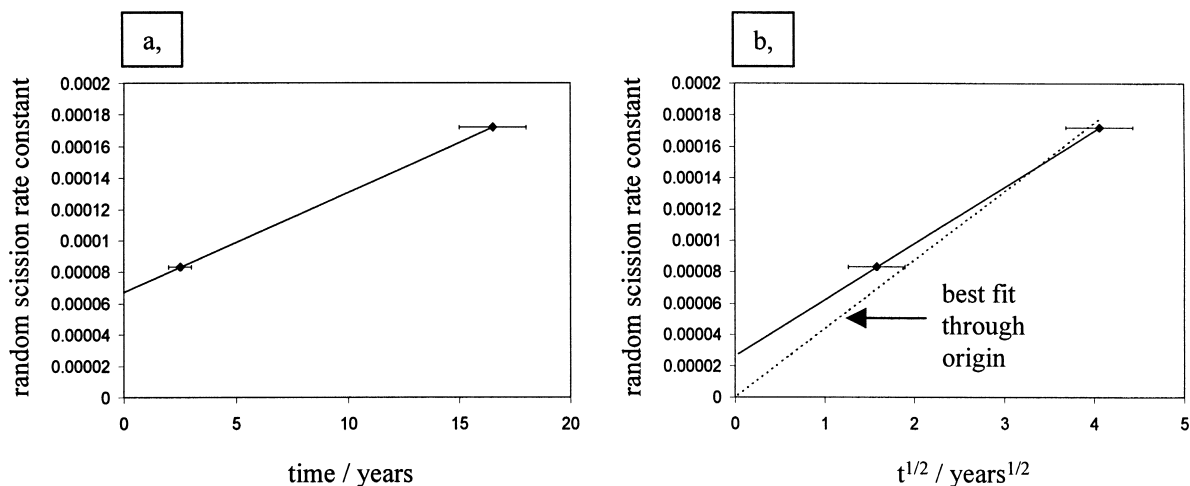 a,
random scission rate constant
0.0002
0.00018
0.00016
0.00014
0.00012
0.0001
0.00008
0.00006
0.00004
0.00002
0
0 5 10 15 20
time / years
b,
random scission rate constant
0.0002
0.00018
0.00016
0.00014
0.00012
0.0001
0.00008
0.00006
0.00004
0.00002
0
best fit
through
origin
0 1 2 3 4 5
t^{1/2} / years^{1/2}